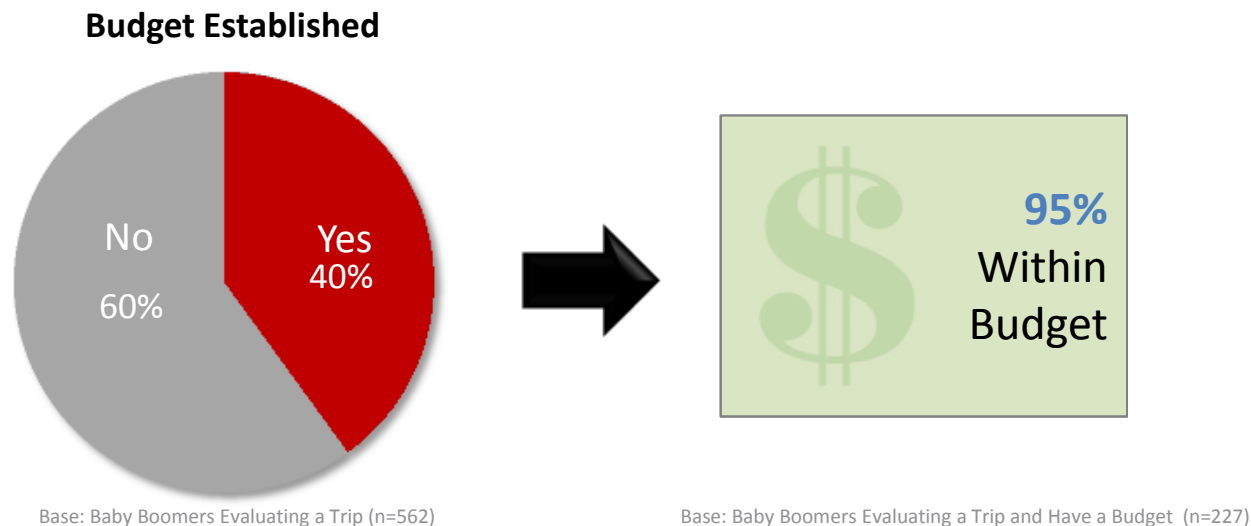 Budget Established
No
60%
Yes
40%
$
95%
Within
Budget
Base: Baby Boomers Evaluating a Trip (n=562)
Base: Baby Boomers Evaluating a Trip and Have a Budget (n=227)